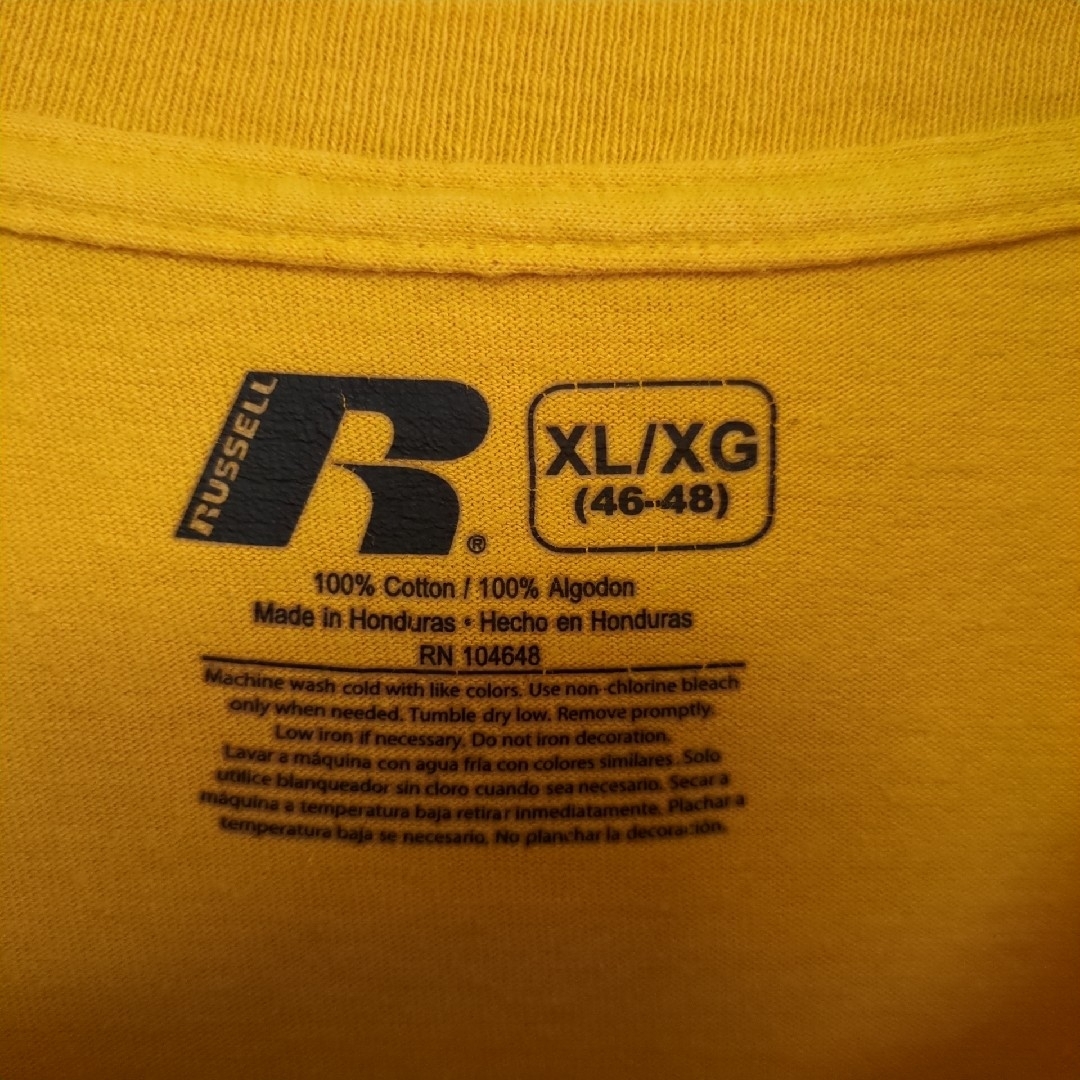 RUSSELL
R®
XL/XG
(46-48)
100% Cotton / 100% Algodon
Made in Honduras • Hecho en Honduras
RN 104648
Machine wash cold with like colors. Use non-chlorine bleach
only when needed. Tumble dry low. Remove promptly.
Low iron if necessary. Do not iron decoration.
Lavar a máquina con agua fría con colores similares. Solo
utilice blanqueador sin cloro cuando sea necesario. Secar a
máquina a temperatura baja retirar inmediatamente. Planchar a
temperatura baja se necesario. No planchar la decoración.